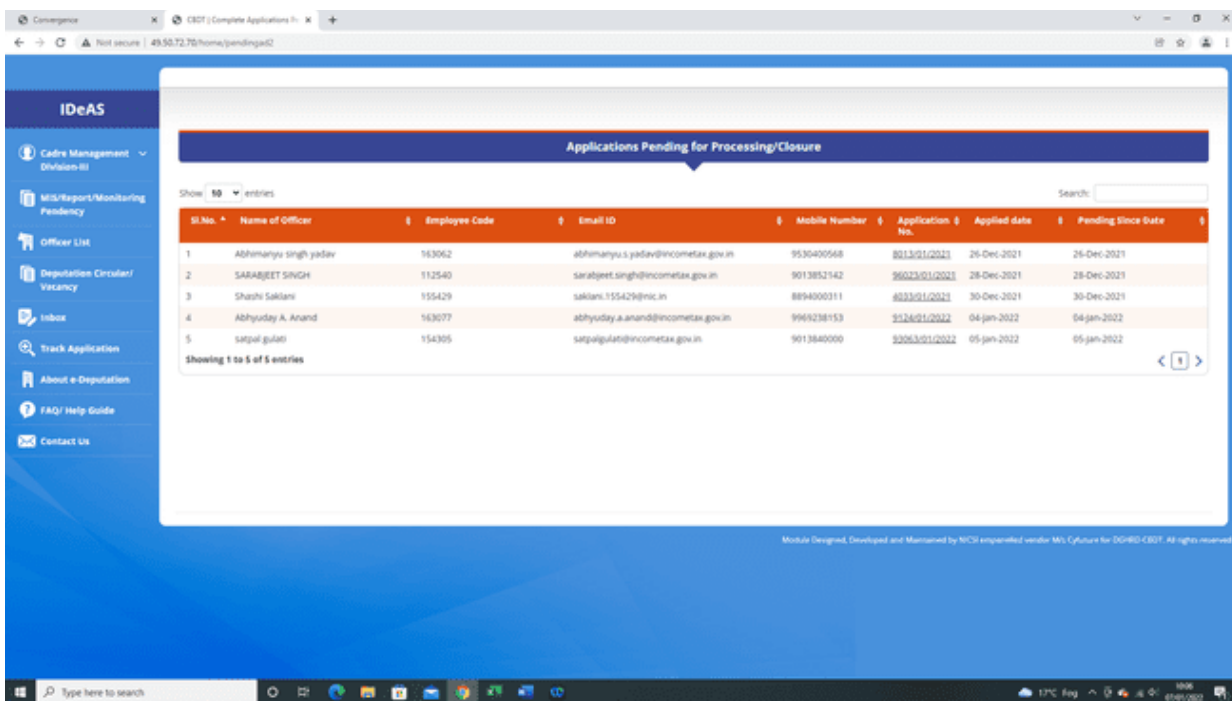 Convergence
CBDT | Complete Applications Pe
Not secure | 49.50.72.70/home/pendingad2
IDeAS
Cadre Management
Division-III
MIS/Report/Monitoring
Pendency
Officer List
Deputation Circular/
Vacancy
Inbox
Track Application
About e-Deputation
FAQ/ Help Guide
Contact Us
Applications Pending for Processing/Closure
Show 50 entries
Search:
Sl.No. Name of Officer Employee Code Email ID Mobile Number Application No. Applied date Pending Since Date
1 Abhimanyu singh yadav 163062 abhimanyu.s.yadav@incometax.gov.in 9530400568 8013/01/2021 26-Dec-2021 26-Dec-2021
2 SARABJEET SINGH 112540 sarabjeet.singh@incometax.gov.in 9013852142 96023/01/2021 28-Dec-2021 28-Dec-2021
3 Shashi Saklani 155429 saklani.155429@nic.in 8894000311 4033/01/2021 30-Dec-2021 30-Dec-2021
4 Abhyuday A. Anand 163077 abhyuday.a.anand@incometax.gov.in 9969238153 9124/01/2022 04-Jan-2022 04-Jan-2022
5 satpal gulati 154305 satpalgulati@incometax.gov.in 9013840000 93063/01/2022 05-Jan-2022 05-Jan-2022
Showing 1 to 5 of 5 entries
1
Module Designed, Developed and Maintained by NICSI empanelled vendor M/s Cyfuture for DGHRD-CBDT. All rights reserved
Type here to search
17°C Fog